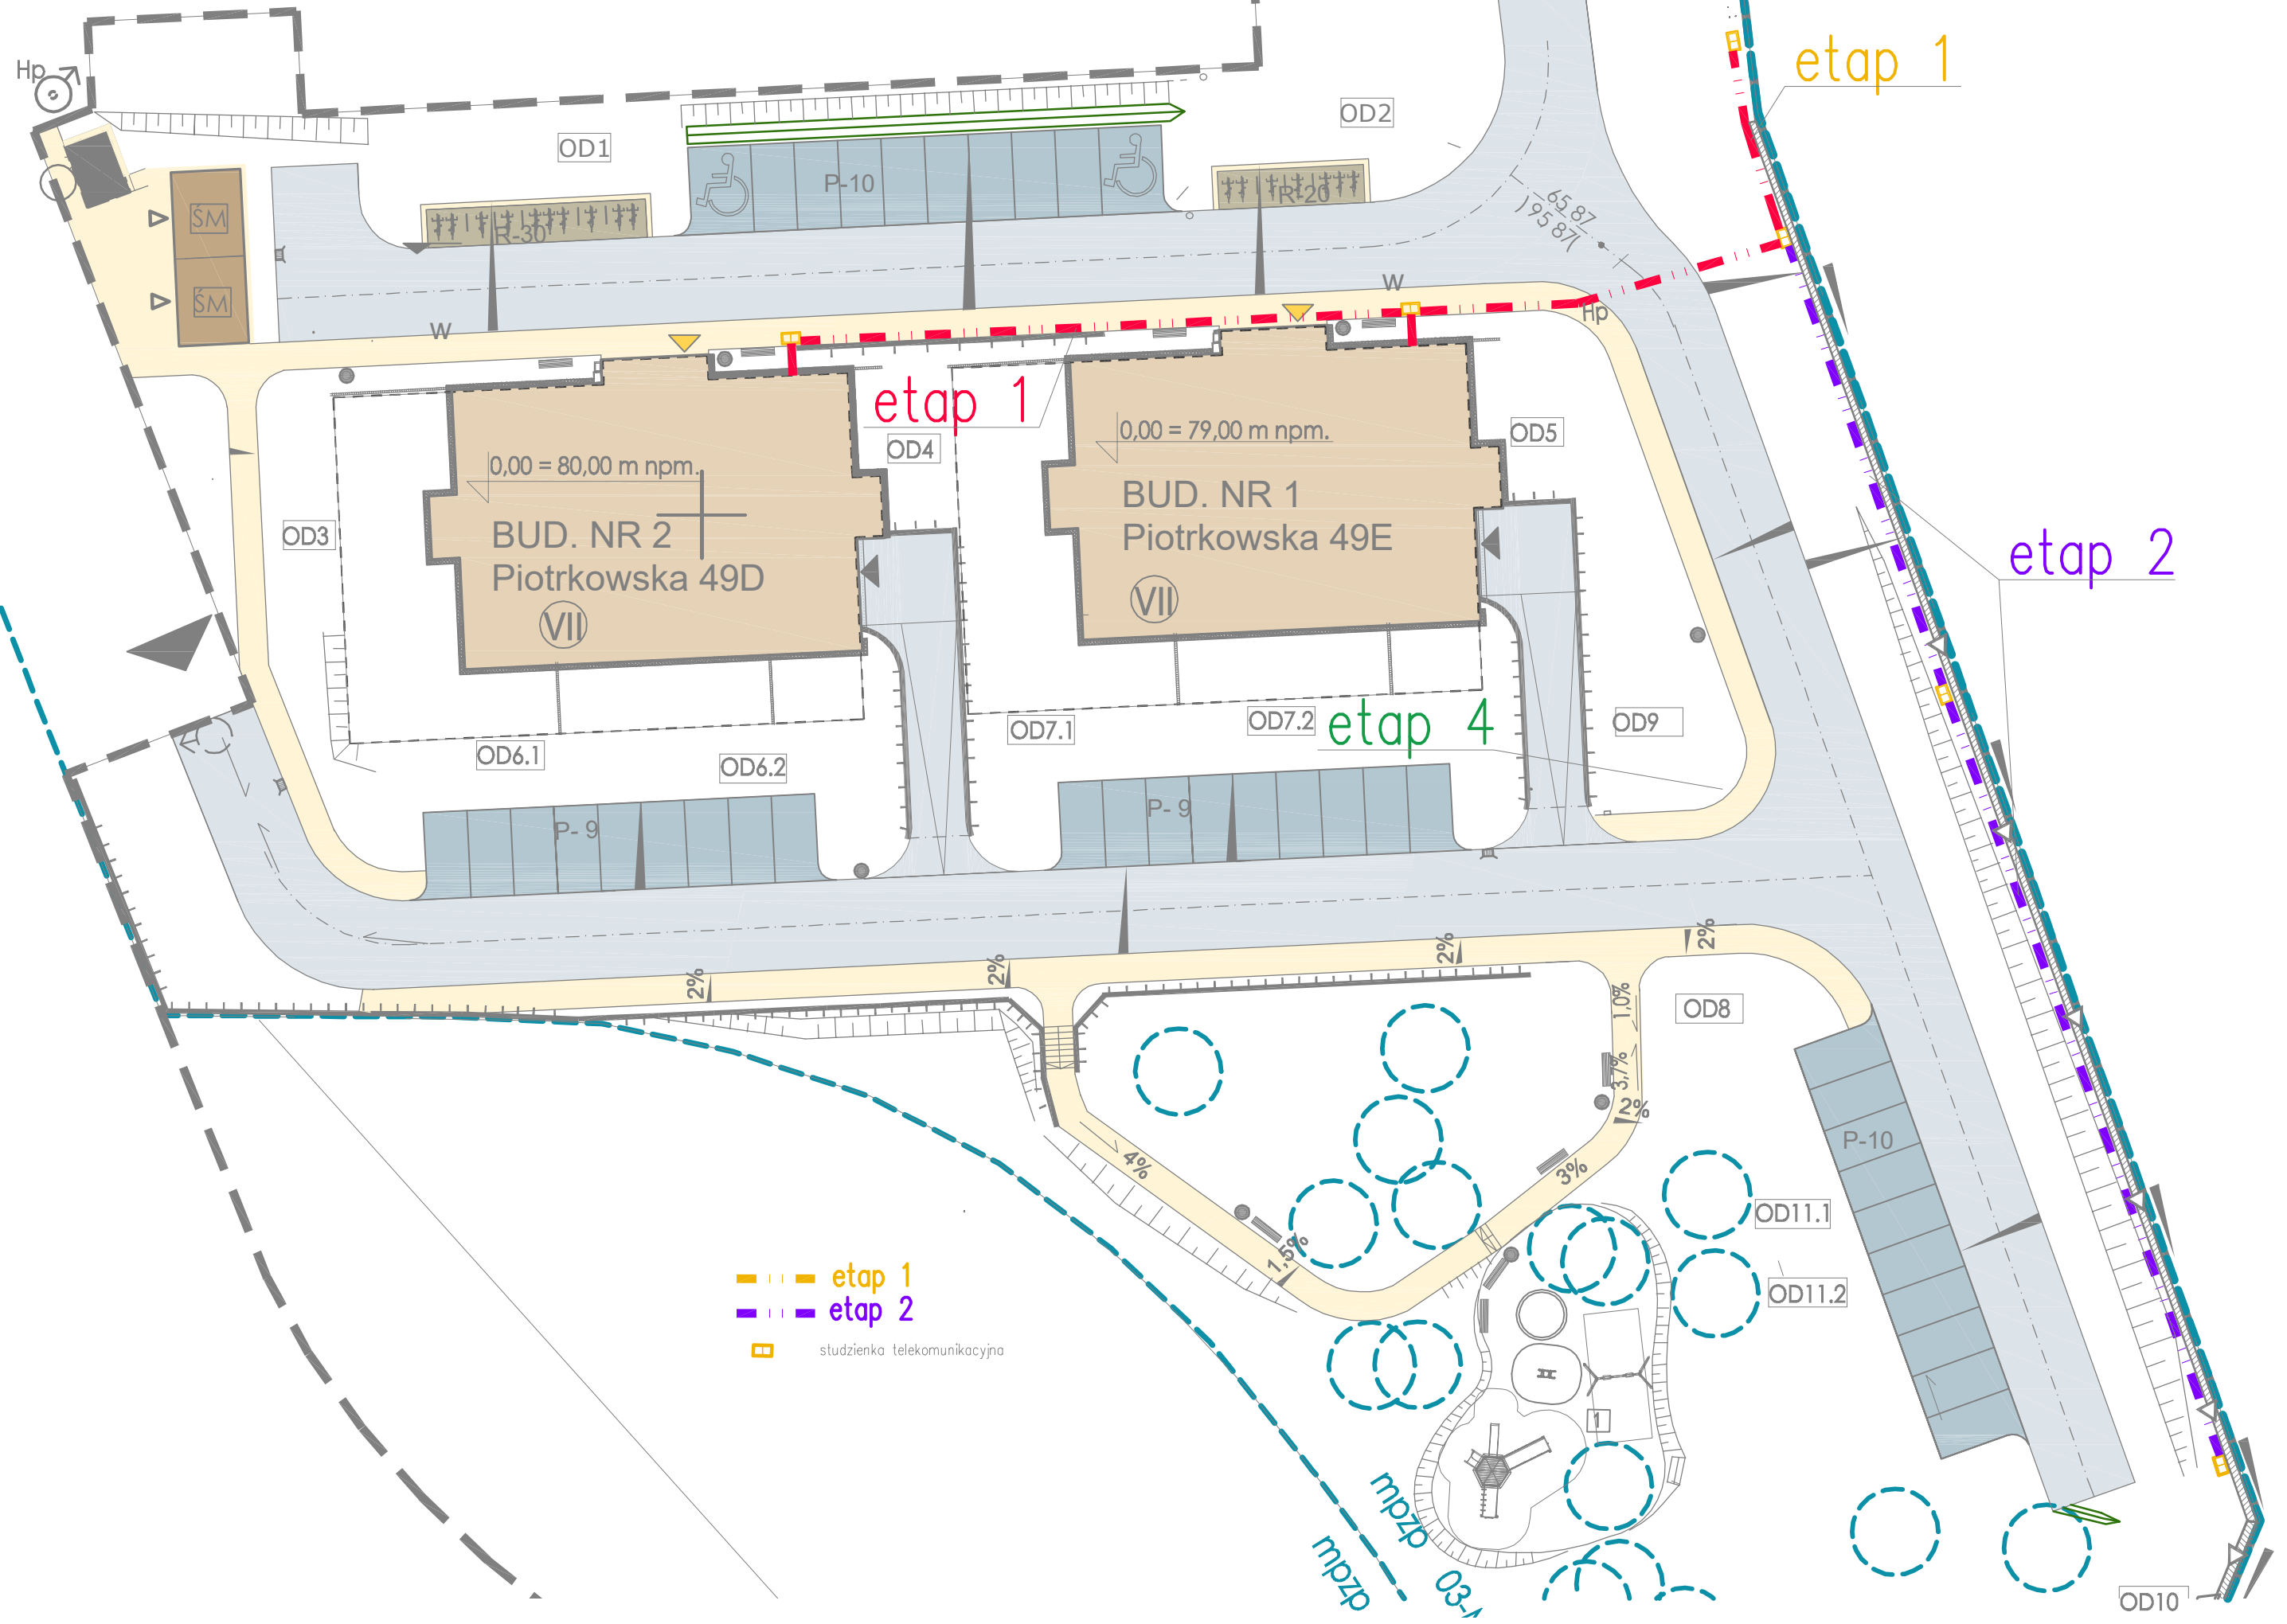 etap 1
Hp
OD2
OD1
P-10
R-20
R-30
65,87
)95,87(
ŚM
W
ŚM
Hp
W
etap 1
0,00 = 79,00 m npm.
OD5
OD4
0,00 = 80,00 m npm.
BUD. NR 1
Piotrkowska 49E
OD3
BUD. NR 2
Piotrkowska 49D
etap 2
VII
VII
OD7.1
OD7.2
etap 4
OD9
OD6.1
OD6.2
P- 9
P- 9
2%
2%
2%
2%
1,0%
OD8
3,7%
2%
P-10
4%
3%
OD11.1
1,5%
etap 1
OD11.2
etap 2
studzienka telekomunikacyjna
1
mpzp
mpzp
OD10